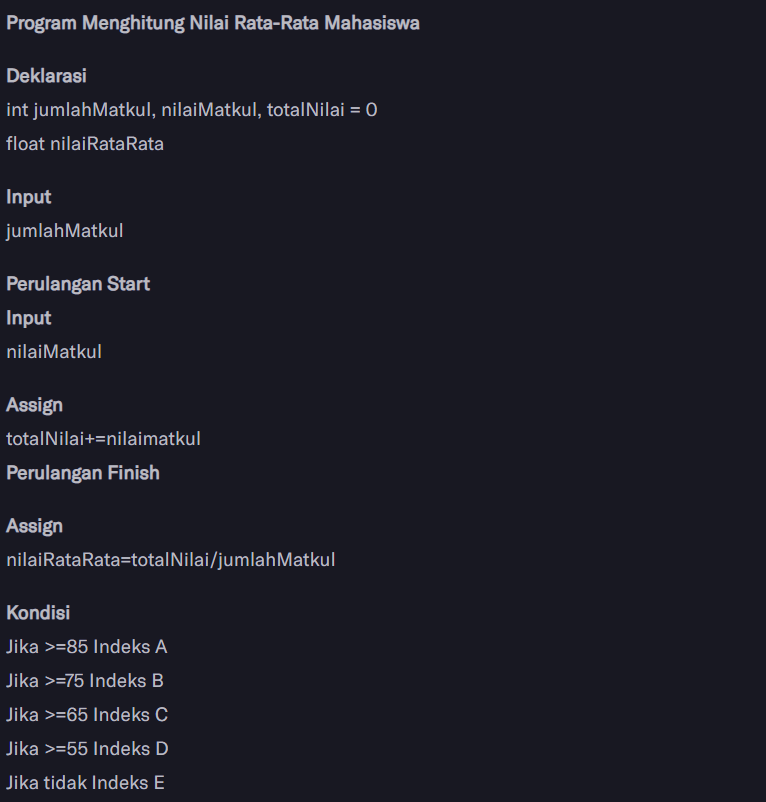 Program Menghitung Nilai Rata-Rata Mahasiswa
Deklarasi
int jumlahMatkul, nilaiMatkul, totalNilai = 0
float nilaiRataRata
Input
jumlahMatkul
Perulangan Start
Input
nilaiMatkul
Assign
totalNilai+=nilaimatkul
Perulangan Finish
Assign
nilaiRataRata=totalNilai/jumlahMatkul
Kondisi
Jika >=85 Indeks A
Jika >=75 Indeks B
Jika >=65 Indeks C
Jika >=55 Indeks D
Jika tidak Indeks E